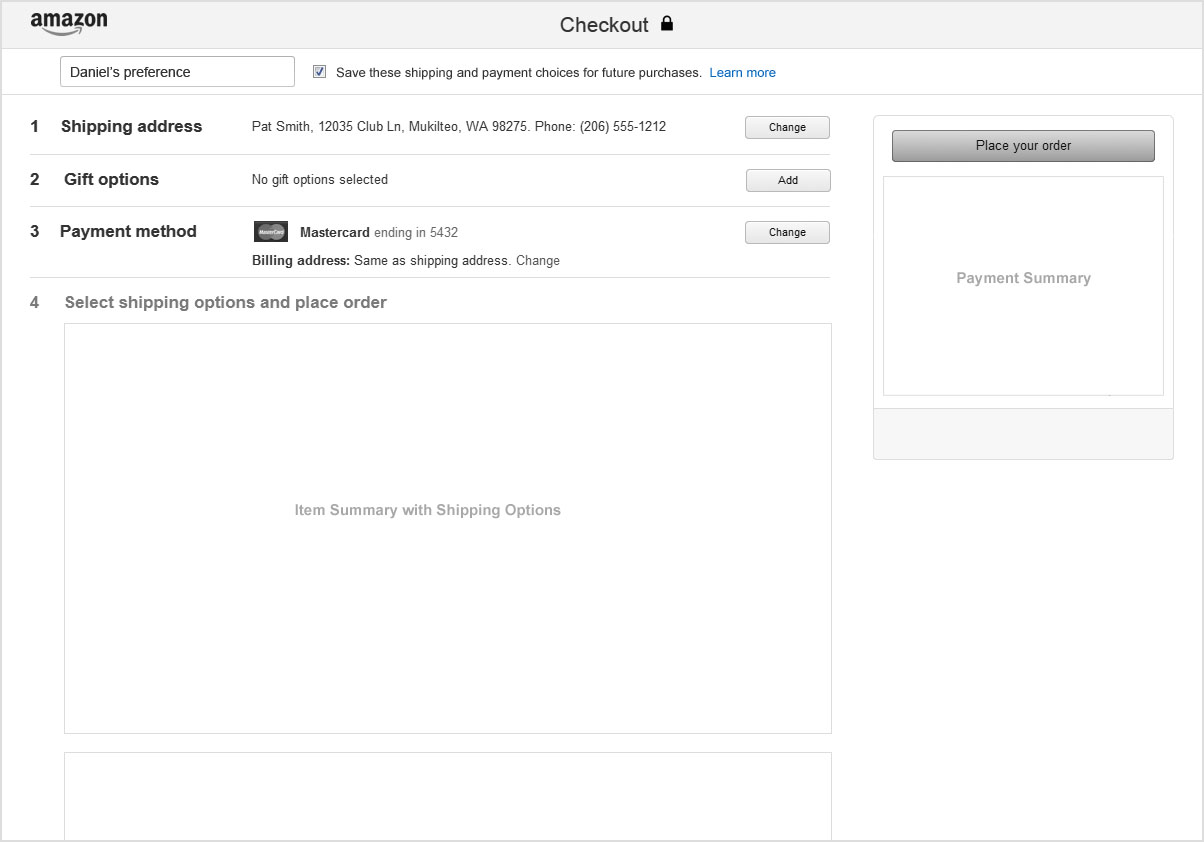 amazon
Checkout
Daniel's preference
Save these shipping and payment choices for future purchases. Learn more
1 Shipping address Pat Smith, 12035 Club Ln, Mukilteo, WA 98275. Phone: (206) 555-1212 Change
Place your order
2 Gift options No gift options selected Add
3 Payment method MasterCard Mastercard ending in 5432 Change
Billing address: Same as shipping address. Change
Payment Summary
4 Select shipping options and place order
Item Summary with Shipping Options